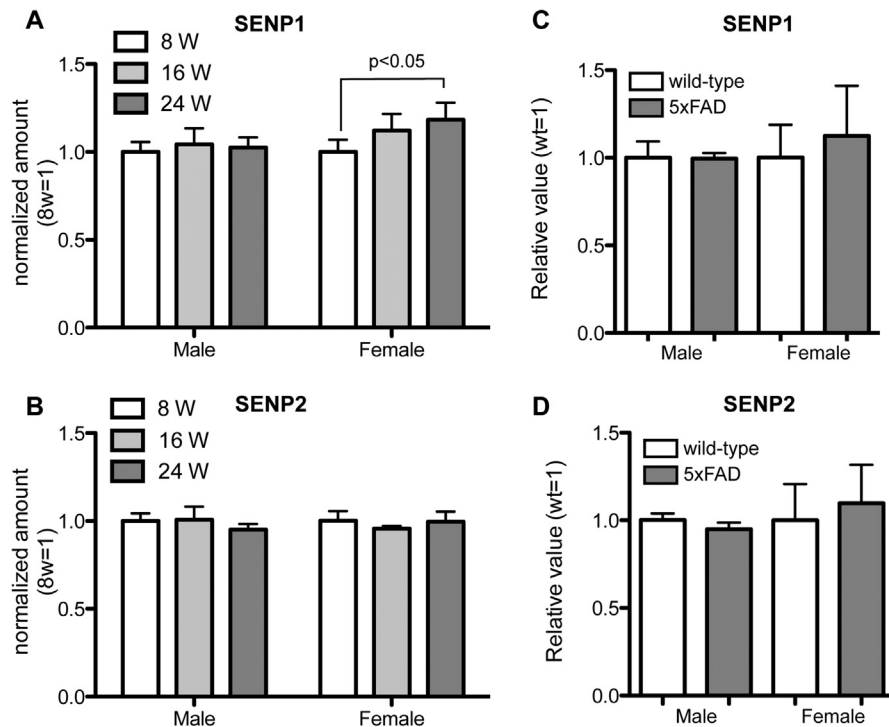 A
SENP1
8 W
16 W
24 W
p<0.05
normalized amount
(8w=1)
1.5
1.0
0.5
0.0
Male
Female
B
SENP2
8 W
16 W
24 W
normalized amount
(8w=1)
1.5
1.0
0.5
0.0
Male
Female
C
SENP1
wild-type
5xFAD
Relative value (wt=1)
1.5
1.0
0.5
0.0
Male
Female
D
SENP2
wild-type
5xFAD
Relative value (wt=1)
1.5
1.0
0.5
0.0
Male
Female